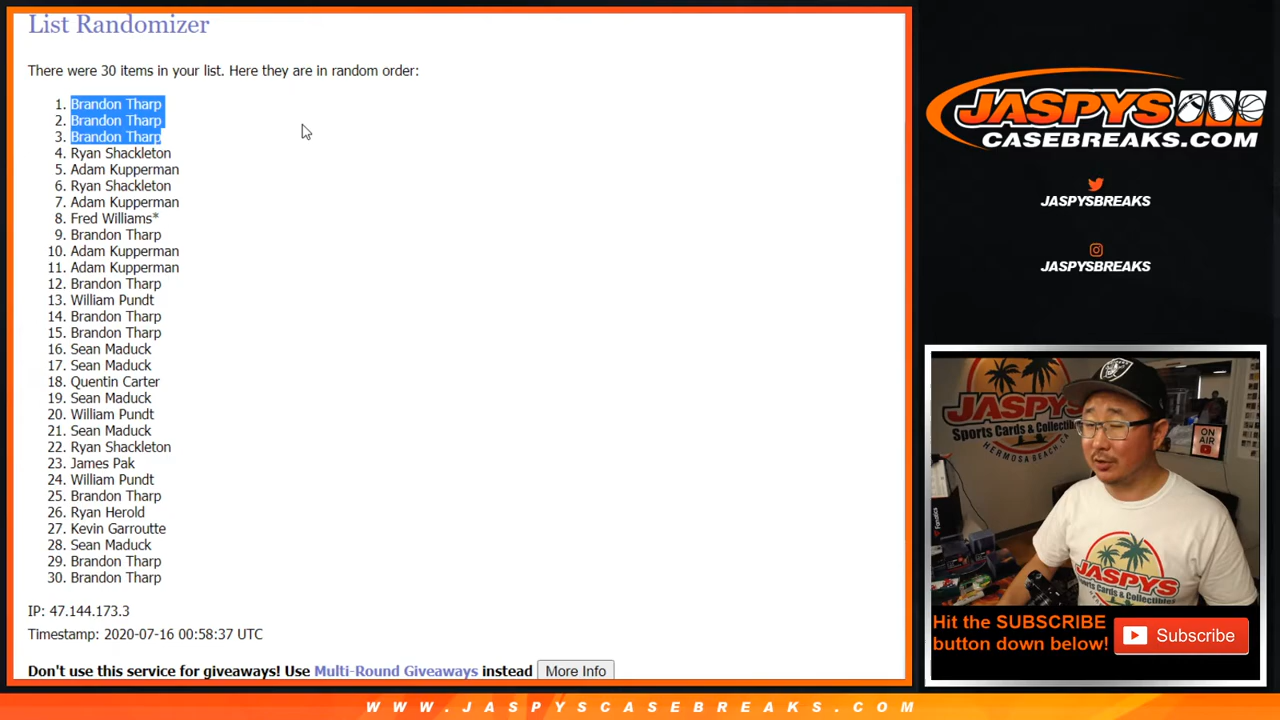 List Randomizer
There were 30 items in your list. Here they are in random order:
1. Brandon Tharp
2. Brandon Tharp
3. Brandon Tharp
4. Ryan Shackleton
5. Adam Kupperman
6. Ryan Shackleton
7. Adam Kupperman
8. Fred Williams*
9. Brandon Tharp
10. Adam Kupperman
11. Adam Kupperman
12. Brandon Tharp
13. William Pundt
14. Brandon Tharp
15. Brandon Tharp
16. Sean Maduck
17. Sean Maduck
18. Quentin Carter
19. Sean Maduck
20. William Pundt
21. Sean Maduck
22. Ryan Shackleton
23. James Pak
24. William Pundt
25. Brandon Tharp
26. Ryan Herold
27. Kevin Garroutte
28. Sean Maduck
29. Brandon Tharp
30. Brandon Tharp
IP: 47.144.173.3
Timestamp: 2020-07-16 00:58:37 UTC
Don't use this service for giveaways! Use Multi-Round Giveaways instead More Info
JASPYS
CASEBREAKS.COM
JASPYSBREAKS
JASPYSBREAKS
JASPYS
Sports Cards & Collectibles
HERMOSA BEACH, CA
ON
AIR
Fanatics
JASPYS
Sports Cards & Collectibles
Hit the SUBSCRIBE
button down below!
Subscribe
WWW.JASPYSCASEBREAKS.COM